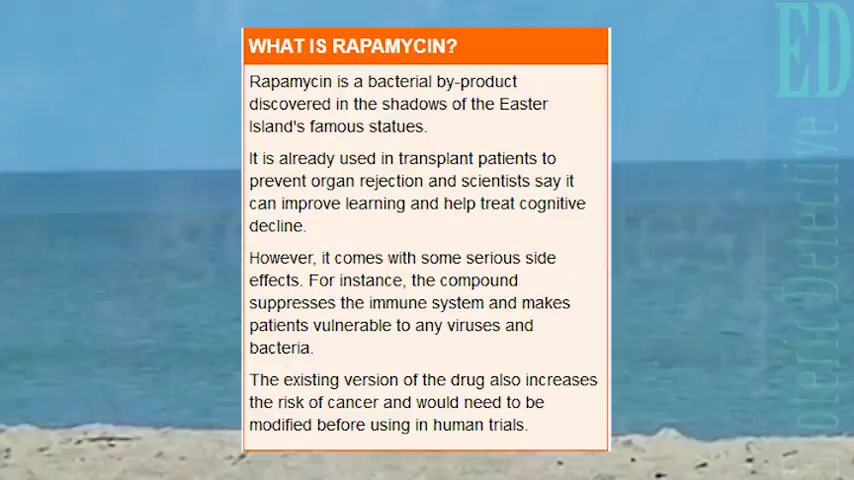 WHAT IS RAPAMYCIN?
Rapamycin is a bacterial by-product
discovered in the shadows of the Easter
Island's famous statues.
It is already used in transplant patients to
prevent organ rejection and scientists say it
can improve learning and help treat cognitive
decline.
However, it comes with some serious side
effects. For instance, the compound
suppresses the immune system and makes
patients vulnerable to any viruses and
bacteria.
The existing version of the drug also increases
the risk of cancer and would need to be
modified before using in human trials.
ED
Esoteric Detective